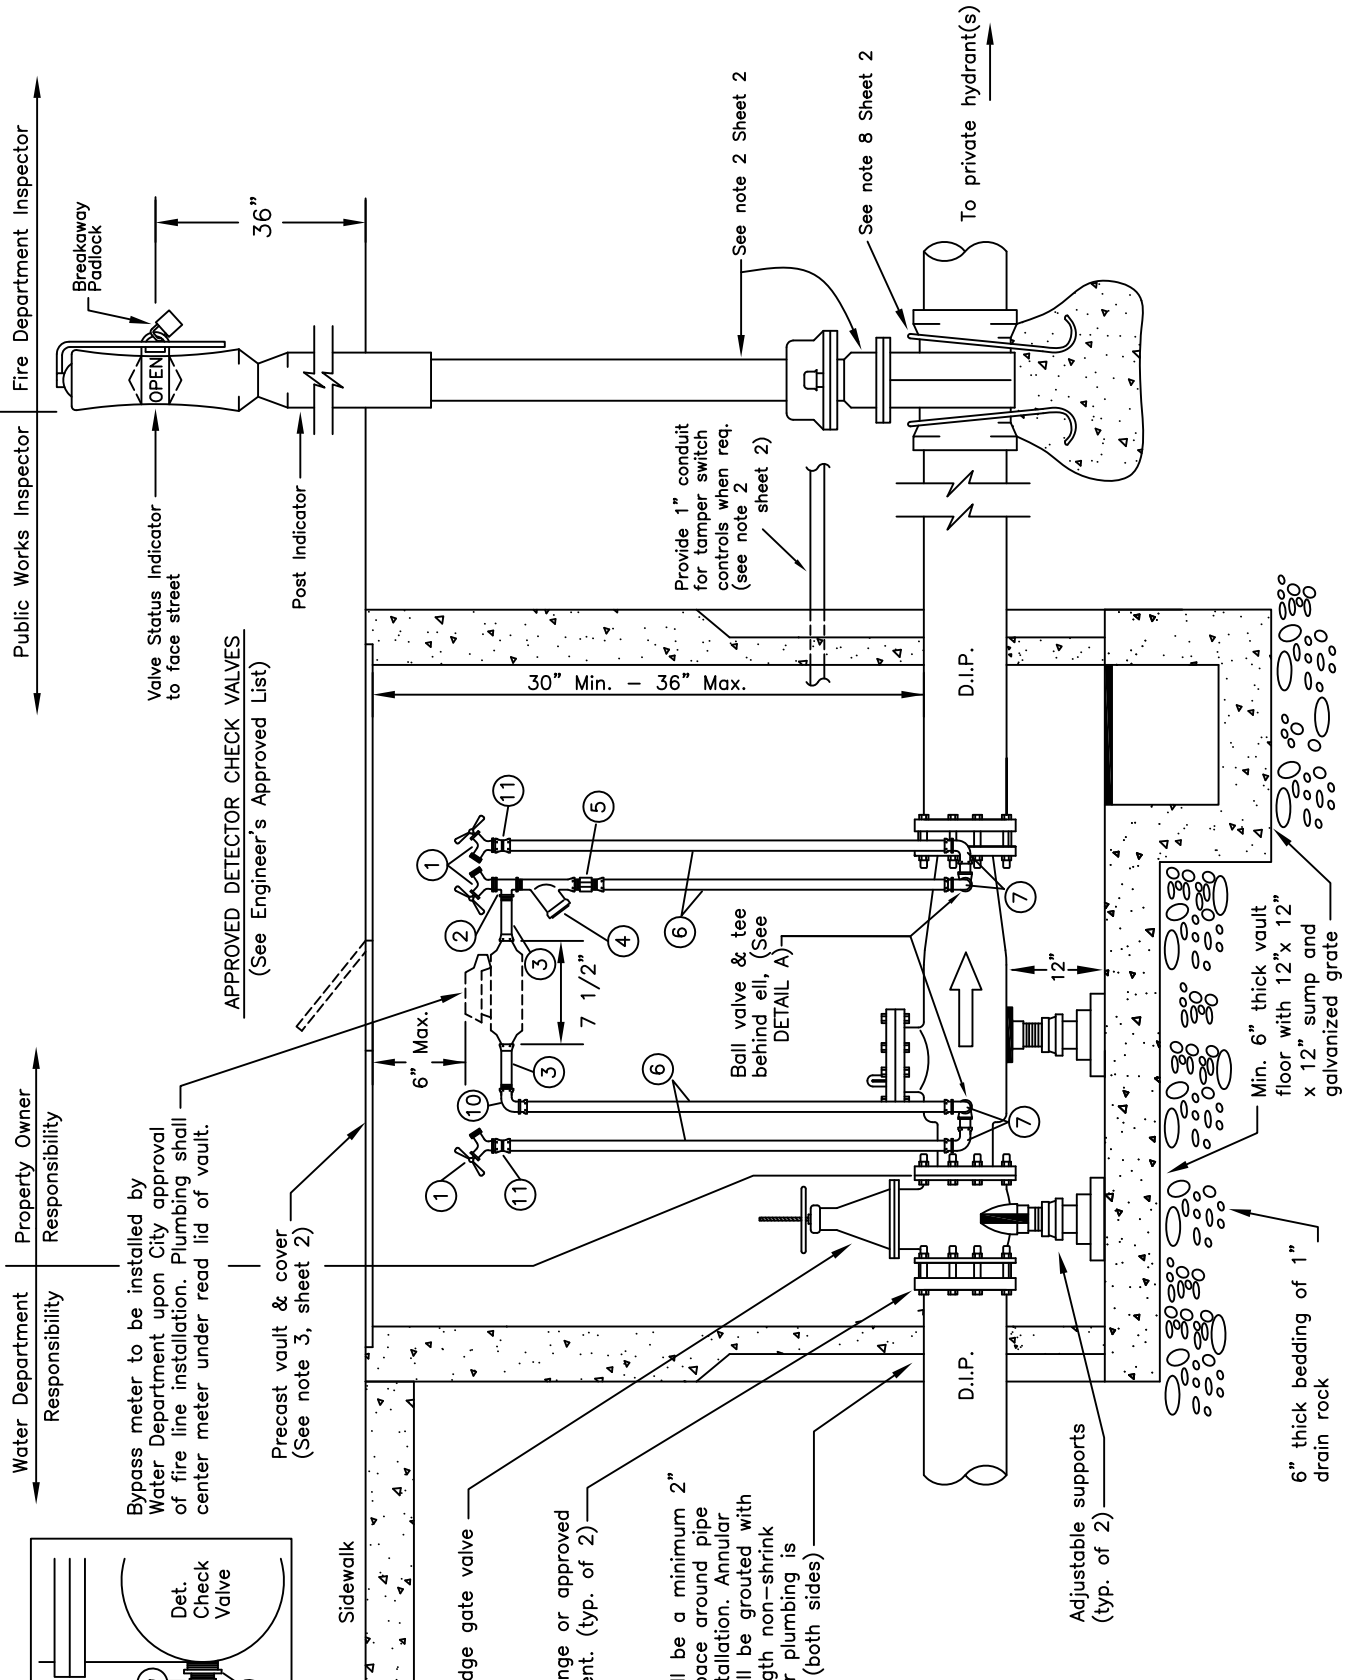 Water Department
Responsibility
Property Owner
Responsibility
Public Works Inspector
Fire Department Inspector
Bypass meter to be installed by
Water Department upon City approval
of fire line installation. Plumbing shall
center meter under read lid of vault.
Precast vault & cover
(See note 3, sheet 2)
APPROVED DETECTOR CHECK VALVES
(See Engineer's Approved List)
Valve Status Indicator
to face street
Post Indicator
Breakaway
Padlock
OPEN
36"
Det.
Check
Valve
Sidewalk
gate valve
or approved
(typ. of 2)
be a minimum 2"
around pipe
Annular
be grouted with
non-shrink
plumbing is
(both sides)
6" Max.
7 1/2"
30" Min. - 36" Max.
1
11
10
3
6
7
2
3
4
1
11
5
6
7
Ball valve & tee
behind ell, (See
DETAIL A)
Provide 1" conduit
for tamper switch
controls when req.
(see note 2
sheet 2)
See note 2 Sheet 2
See note 8 Sheet 2
To private hydrant(s)
D.I.P.
D.I.P.
12"
Adjustable supports
(typ. of 2)
6" thick bedding of 1"
drain rock
Min. 6" thick vault
floor with 12"x 12"
x 12" sump and
galvanized grate